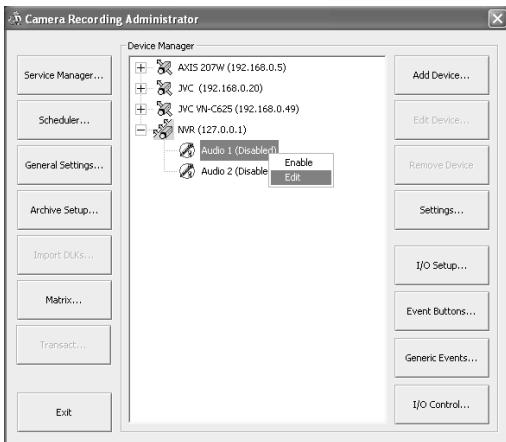 Camera Recording Administrator
Device Manager
Service Manager...
Scheduler...
General Settings...
Archive Setup...
Import DLKs...
Matrix...
Transact...
Exit
AXIS 207W (192.168.0.5)
JVC (192.168.0.20)
JVC VN-C625 (192.168.0.49)
NVR (127.0.0.1)
Audio 1 (Disabled)
Audio 2 (Disable
Enable
Edit
Add Device...
Edit Device...
Remove Device
Settings...
I/O Setup...
Event Buttons...
Generic Events...
I/O Control...